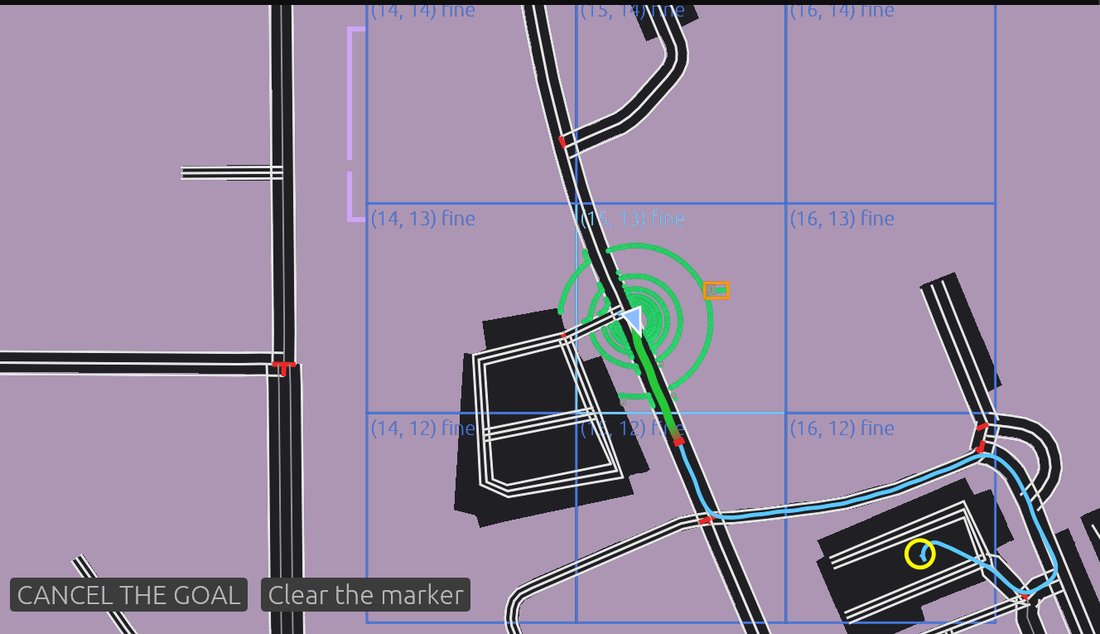 (14, 14) fine
(15, 14) fine
(16, 14) fine
(14, 13) fine
(15, 13) fine
(16, 13) fine
(14, 12) fine
(15, 12) fine
(16, 12) fine
CANCEL THE GOAL
Clear the marker